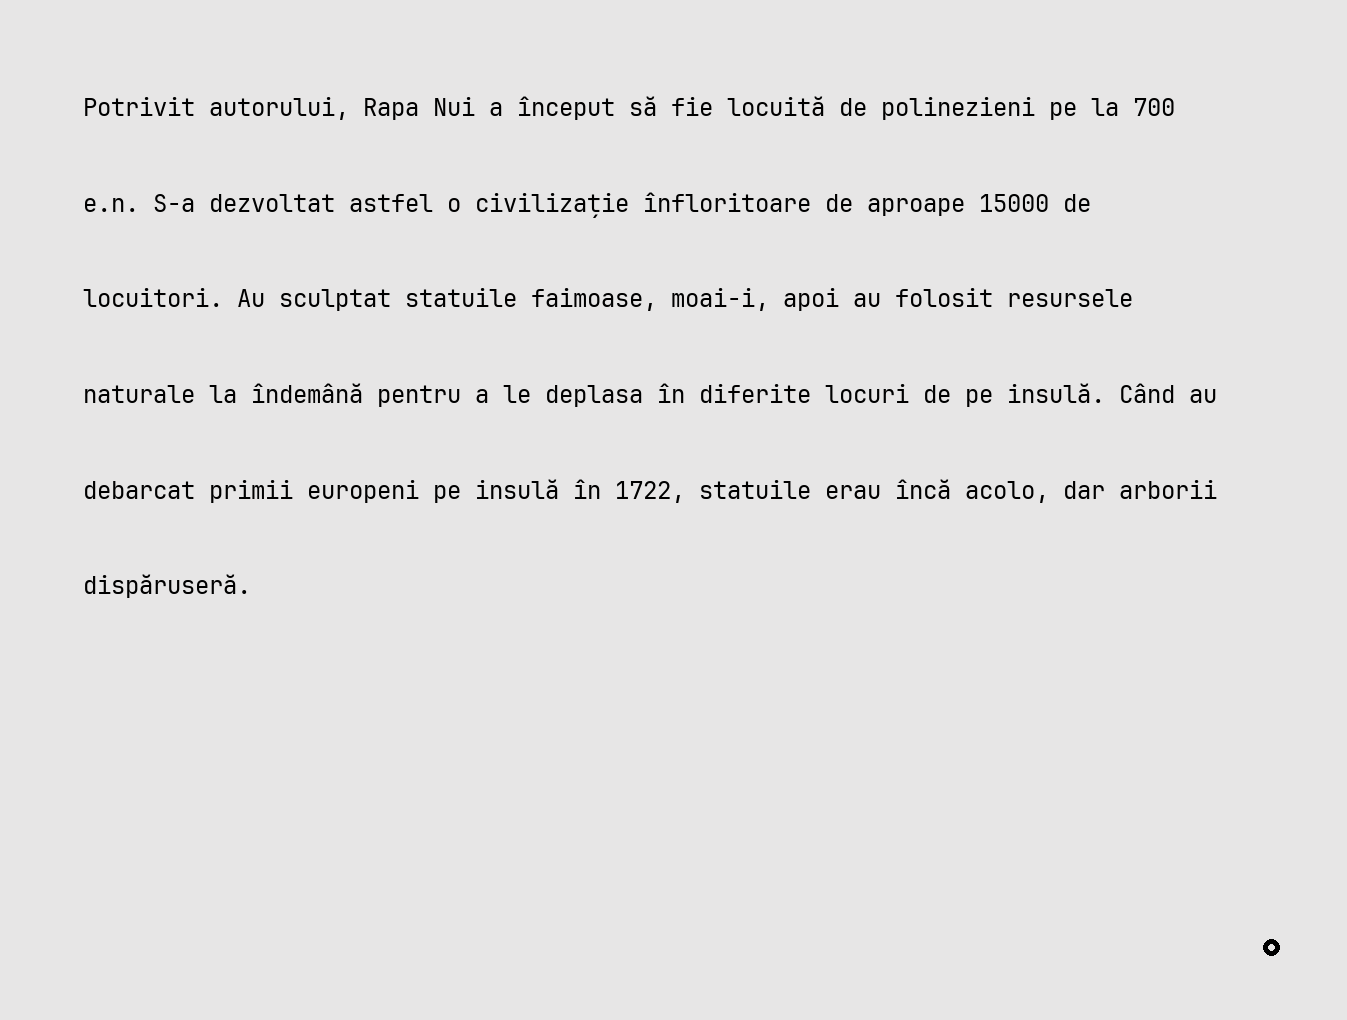 Potrivit autorului, Rapa Nui a început să fie locuită de polinezieni pe la 700
e.n. S-a dezvoltat astfel o civilizație înfloritoare de aproape 15000 de
locuitori. Au sculptat statuile faimoase, moai-i, apoi au folosit resursele
naturale la îndemână pentru a le deplasa în diferite locuri de pe insulă. Când au
debarcat primii europeni pe insulă în 1722, statuile erau încă acolo, dar arborii
dispăruseră.